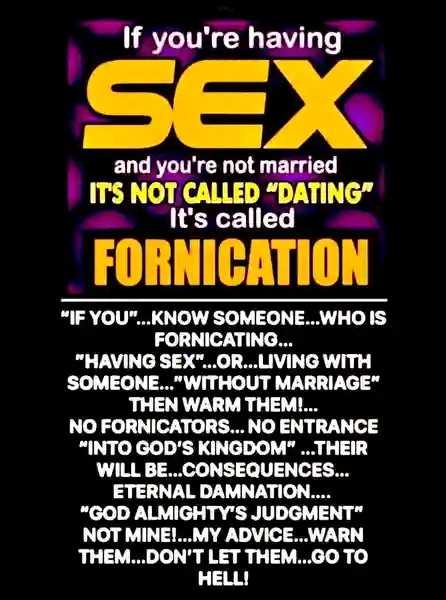 If you're having
SEX
and you're not married
IT'S NOT CALLED "DATING"
It's called
FORNICATION
"IF YOU"...KNOW SOMEONE...WHO IS
FORNICATING...
"HAVING SEX"...OR...LIVING WITH
SOMEONE..."WITHOUT MARRIAGE"
THEN WARM THEM!...
NO FORNICATORS... NO ENTRANCE
"INTO GOD'S KINGDOM" ...THEIR
WILL BE...CONSEQUENCES...
ETERNAL DAMNATION....
"GOD ALMIGHTY'S JUDGMENT"
NOT MINE!...MY ADVICE...WARN
THEM...DON'T LET THEM...GO TO
HELL!